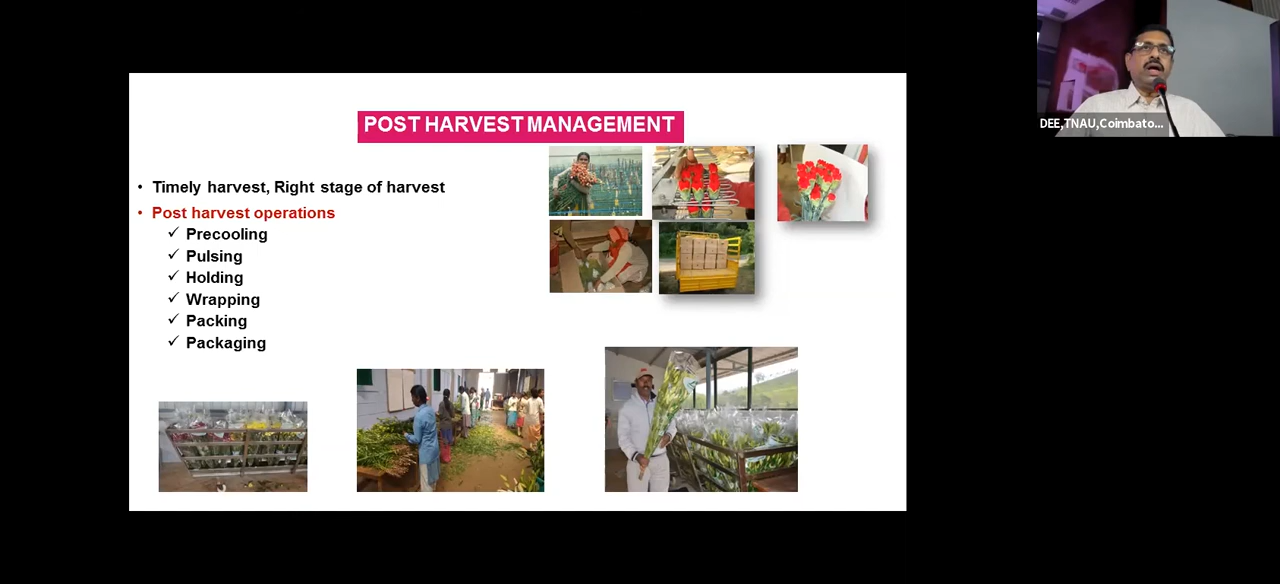 POST HARVEST MANAGEMENT
• Timely harvest, Right stage of harvest
• Post harvest operations
✓ Precooling
✓ Pulsing
✓ Holding
✓ Wrapping
✓ Packing
✓ Packaging
DEE,TNAU,Coimbato...